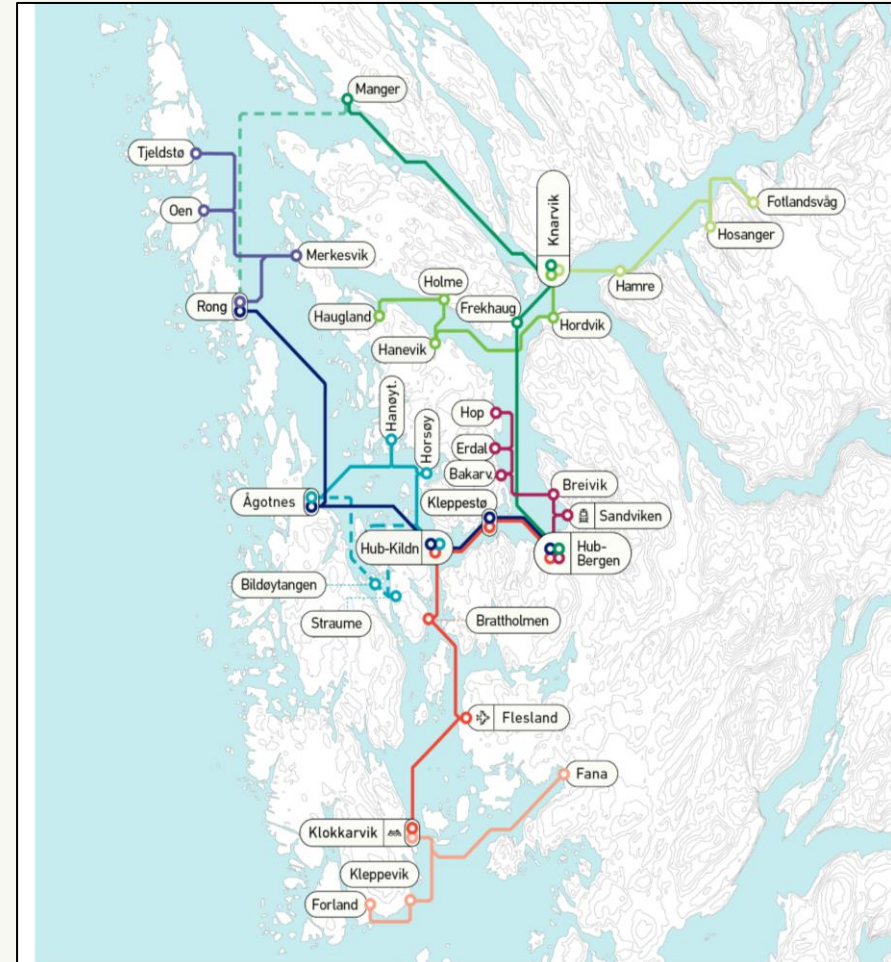 Manger
Tjeldstø
Knarvik
Fotlandsvåg
Oen
Hosanger
Merkesvik
Holme
Hamre
Rong
Haugland
Frekhaug
Hordvik
Hanevik
Hanøyt.
Horsøy
Hop
Erdal
Bakarv.
Breivik
Ågotnes
Kleppestø
Sandviken
Hub-Kildn
Hub-
Bergen
Bildøytangen
Straume
Brattholmen
Flesland
Fana
Klokkarvik
Kleppevik
Forland